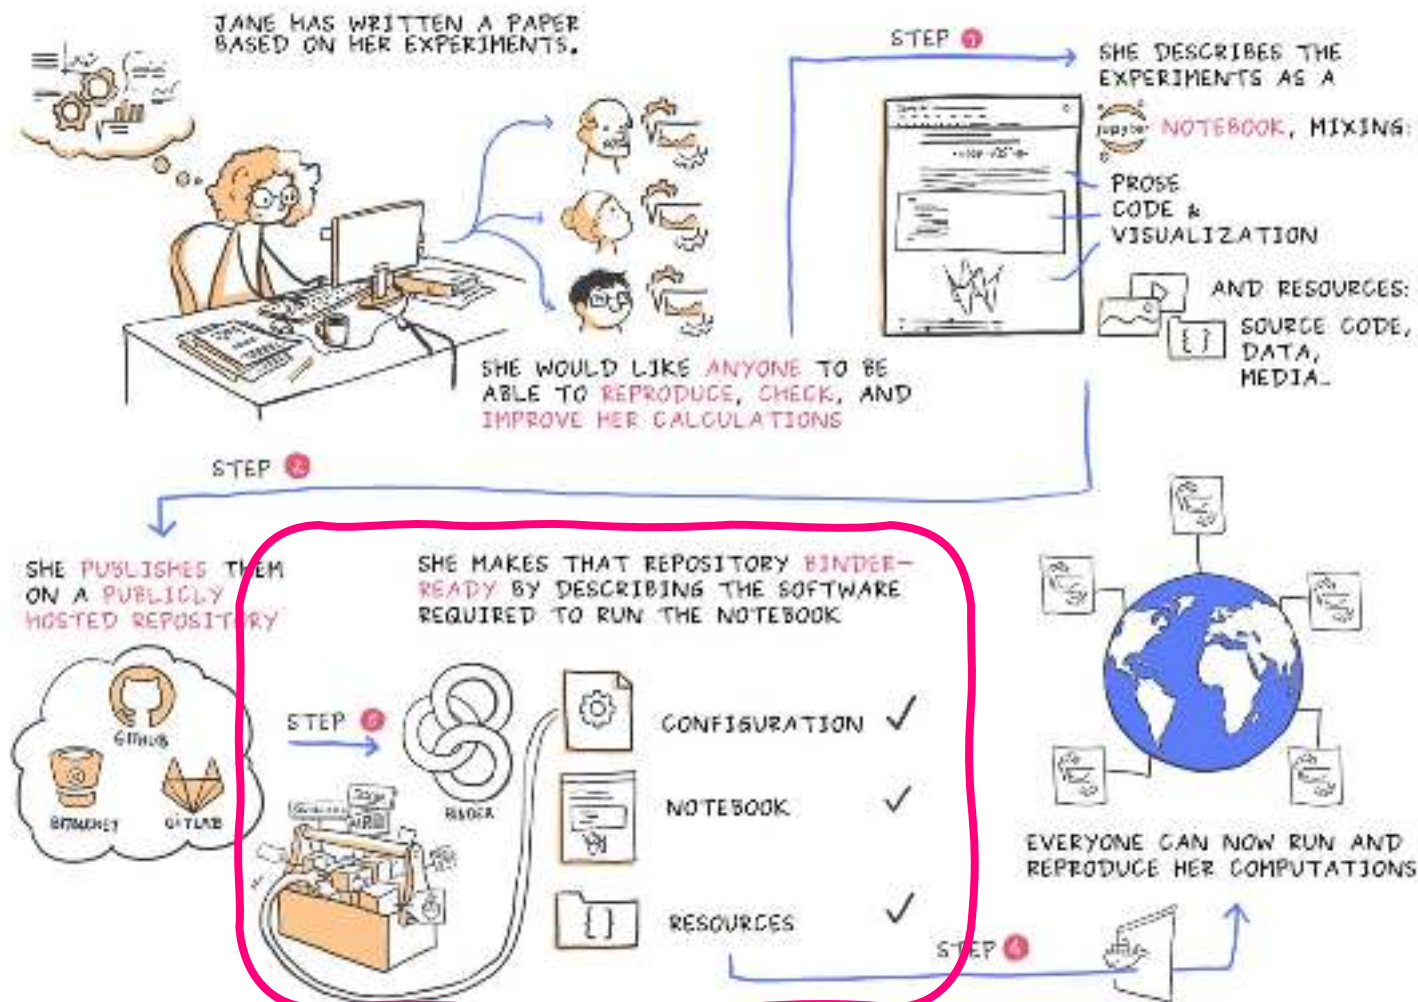 JANE HAS WRITTEN A PAPER
BASED ON HER EXPERIMENTS.
SHE WOULD LIKE ANYONE TO BE
ABLE TO REPRODUCE, CHECK, AND
IMPROVE HER CALCULATIONS
STEP 1
SHE DESCRIBES THE
EXPERIMENTS AS A
jupyter NOTEBOOK, MIXING:
PROSE
CODE &
VISUALIZATION
AND RESOURCES:
SOURCE CODE,
DATA,
MEDIA…
STEP 2
SHE PUBLISHES THEM
ON A PUBLICLY
HOSTED REPOSITORY
GITHUB
BITBUCKET
GITLAB
STEP 3
SHE MAKES THAT REPOSITORY BINDER-
READY BY DESCRIBING THE SOFTWARE
REQUIRED TO RUN THE NOTEBOOK
BINDER
CONFIGURATION
NOTEBOOK
RESOURCES
STEP 4
EVERYONE CAN NOW RUN AND
REPRODUCE HER COMPUTATIONS